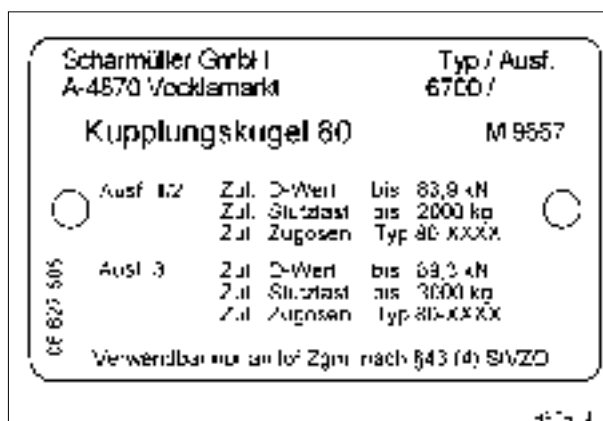 Scharmüller GmbH
A-4870 Vöcklamarkt
Typ / Ausf.
6700 /
Kupplungskugel 80
M 9557
Ausf. 1/2 Zul. D-Wert bis 83,9 kN
Zul. Stützlast bis 2000 kg
Zul. Zugösen Typ 80-XXXX
Ausf. 3 Zul. D-Wert bis kN
Zul. Stützlast bis 3000 kg
Zul. Zugösen Typ 80-XXXX
Verwendbar nur an lof Zgm. nach §43 (4) StVZO